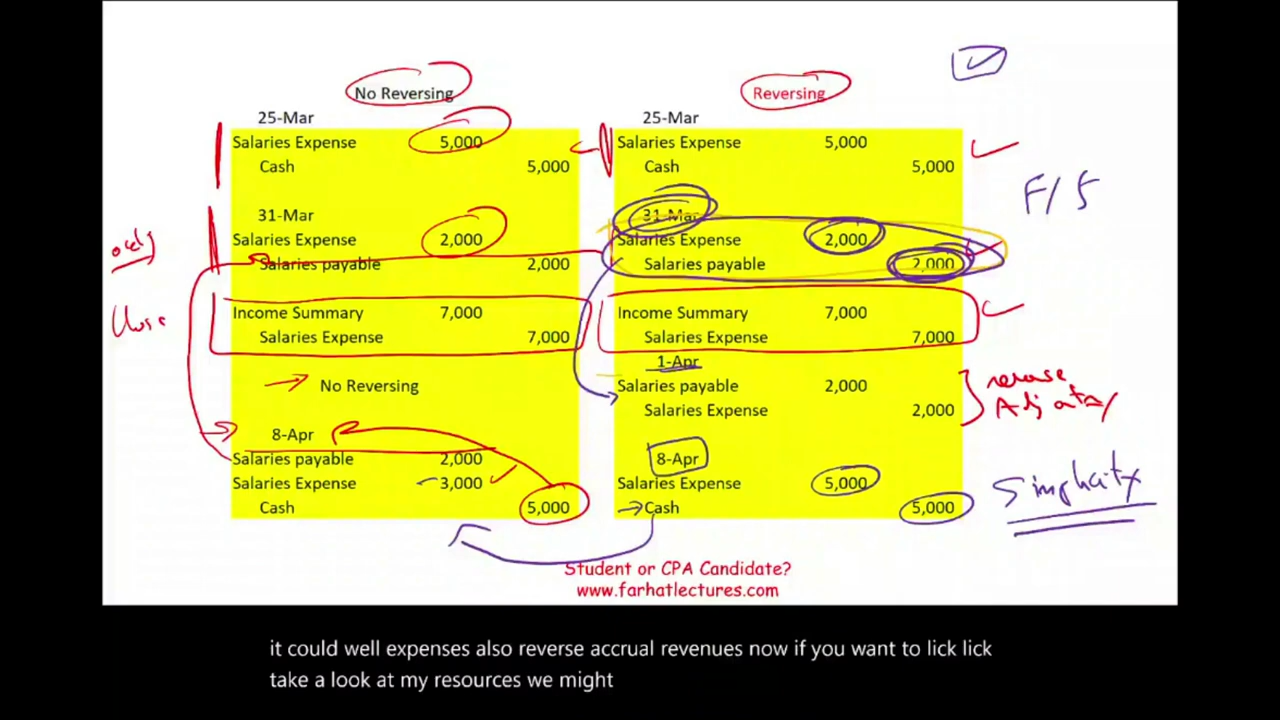 No Reversing
25-Mar
Salaries Expense 5,000
Cash 5,000
31-Mar
Salaries Expense 2,000
Salaries payable 2,000
Income Summary 7,000
Salaries Expense 7,000
No Reversing
8-Apr
Salaries payable 2,000
Salaries Expense 3,000
Cash 5,000
Close
Reversing
25-Mar
Salaries Expense 5,000
Cash 5,000
31-Mar
Salaries Expense 2,000
Salaries payable 2,000
Income Summary 7,000
Salaries Expense 7,000
1-Apr
Salaries payable 2,000
Salaries Expense 2,000
8-Apr
Salaries Expense 5,000
Cash 5,000
F/S
reverse
Simplicity
Student or CPA Candidate?
www.farhatlectures.com
it could well expenses also reverse accrual revenues now if you want to lick lick
take a look at my resources we might